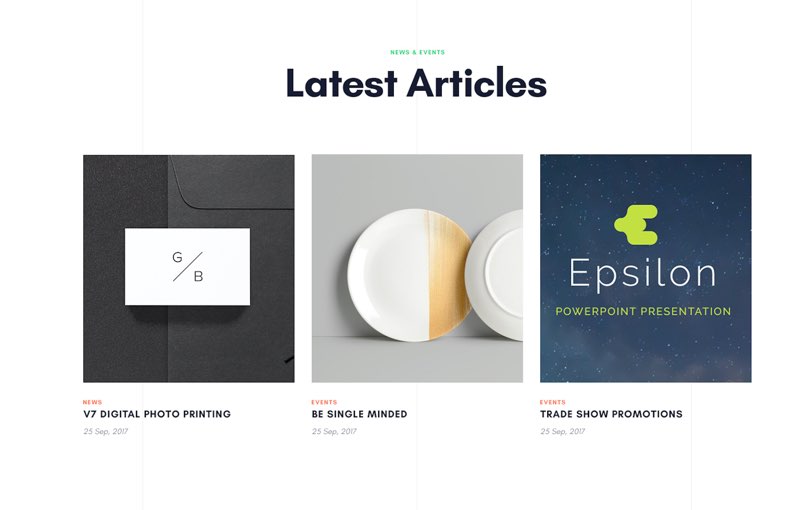 NEWS & EVENTS
Latest Articles
G
B
Epsilon
POWERPOINT PRESENTATION
NEWS
V7 DIGITAL PHOTO PRINTING
25 Sep, 2017
EVENTS
BE SINGLE MINDED
25 Sep, 2017
EVENTS
TRADE SHOW PROMOTIONS
25 Sep, 2017